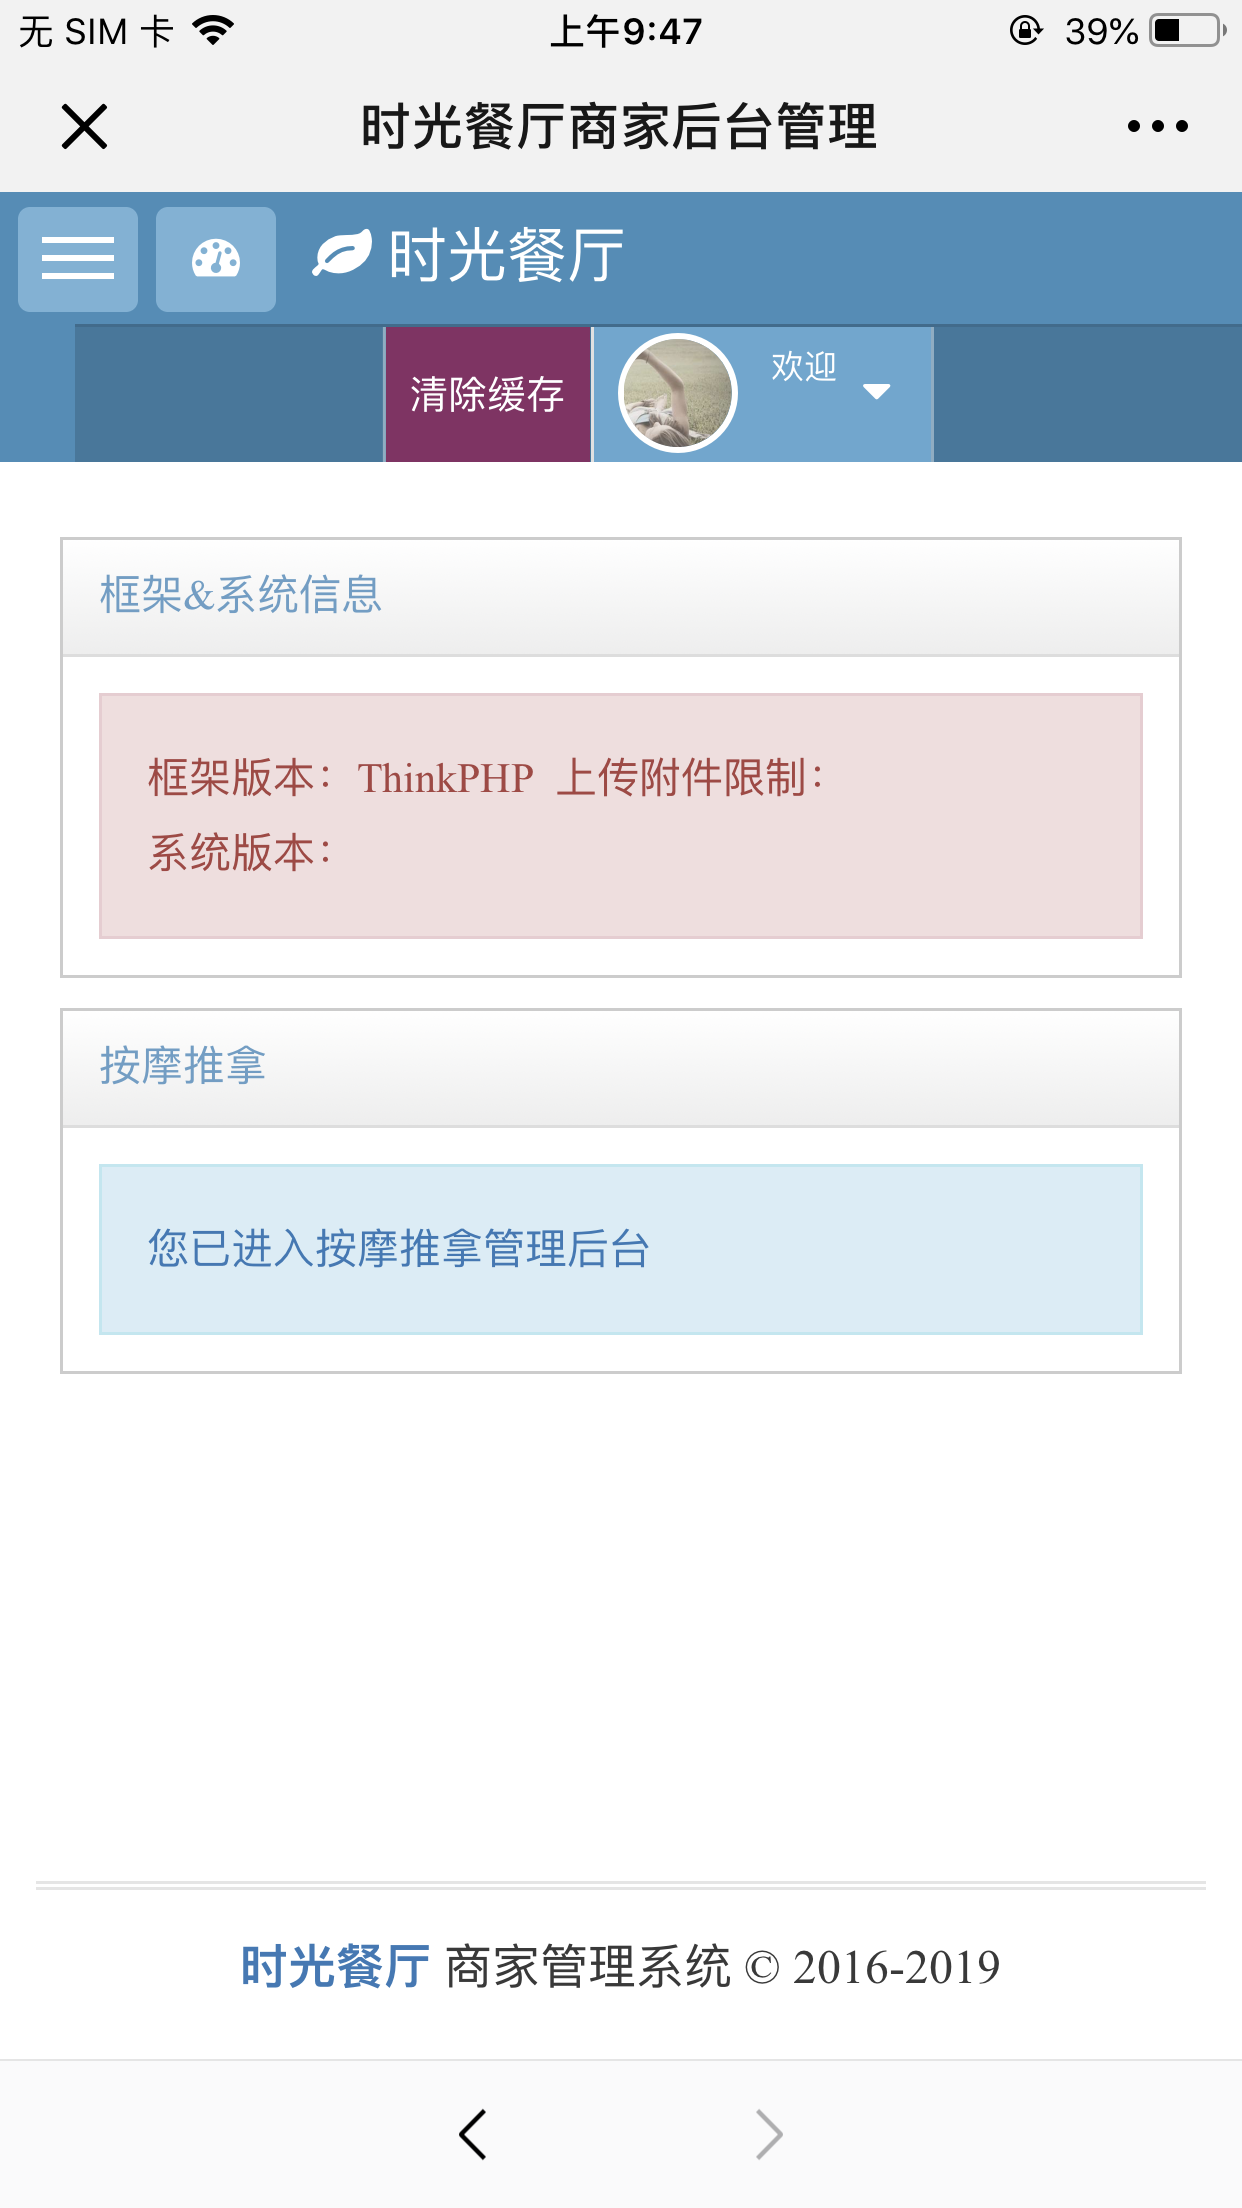 无 SIM 卡
上午9:47
39%
时光餐厅商家后台管理
时光餐厅
清除缓存
欢迎
框架&系统信息
框架版本：ThinkPHP 上传附件限制：
系统版本：
按摩推拿
您已进入按摩推拿管理后台
时光餐厅 商家管理系统 © 2016-2019